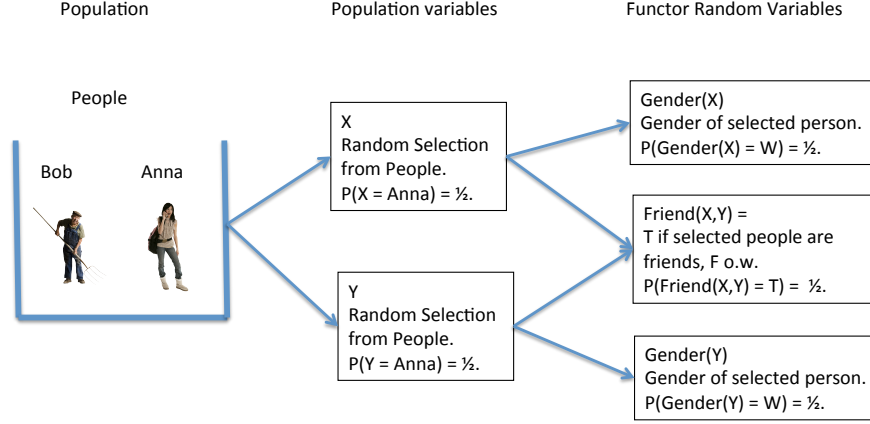 Population
Population variables
Functor Random Variables
People
Bob
Anna
X
Random Selection
from People.
P(X = Anna) = ½.
Y
Random Selection
from People.
P(Y = Anna) = ½.
Gender(X)
Gender of selected person.
P(Gender(X) = W) = ½.
Friend(X,Y) =
T if selected people are
friends, F o.w.
P(Friend(X,Y) = T) = ½.
Gender(Y)
Gender of selected person.
P(Gender(Y) = W) = ½.